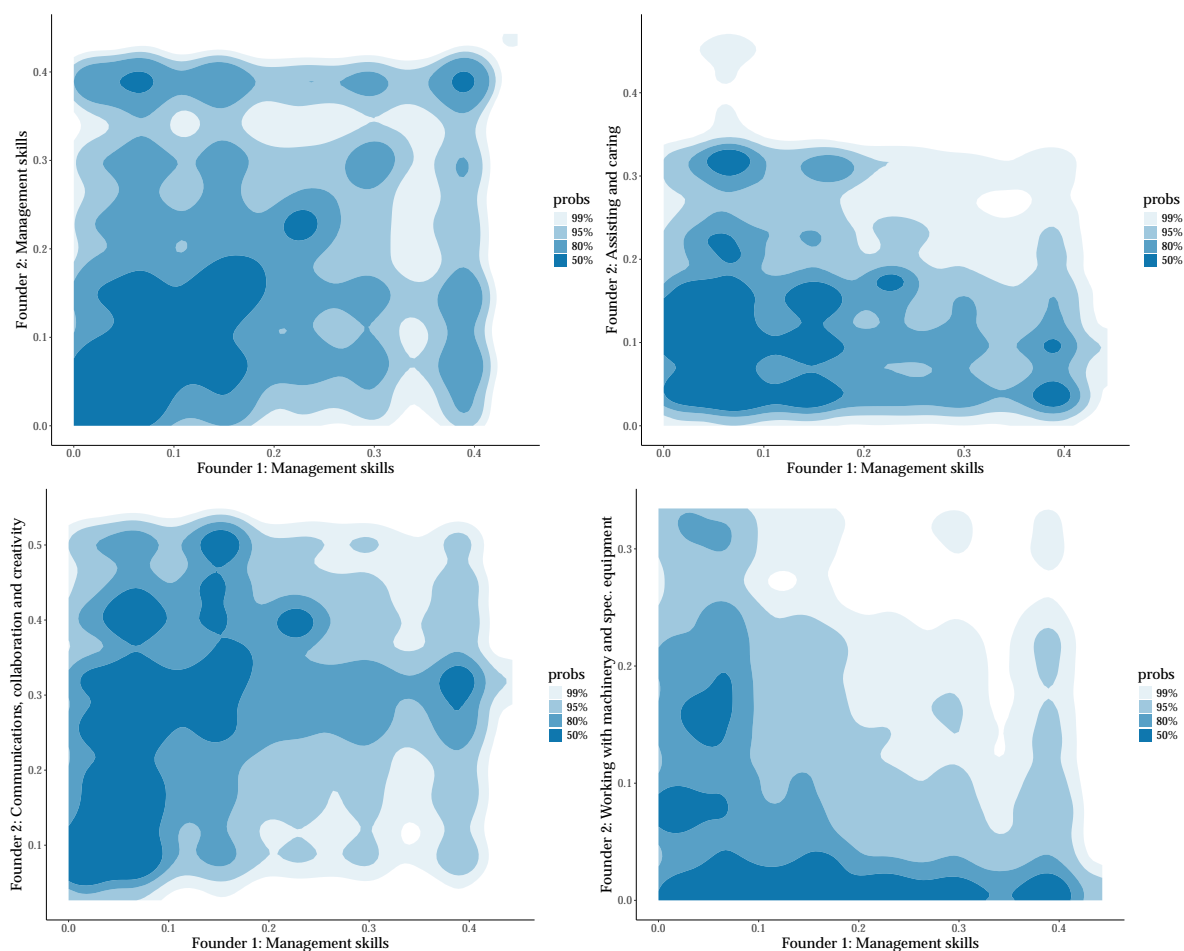 Founder 2: Management skills
0.4
0.3
0.2
0.1
0.0
0.0 0.1 0.2 0.3 0.4
Founder 1: Management skills
probs
99%
95%
80%
50%
Founder 2: Assisting and caring
0.4
0.3
0.2
0.1
0.0
0.0 0.1 0.2 0.3 0.4
Founder 1: Management skills
probs
99%
95%
80%
50%
Founder 2: Communications, collaboration and creativity
0.5
0.4
0.3
0.2
0.1
0.0 0.1 0.2 0.3 0.4
Founder 1: Management skills
probs
99%
95%
80%
50%
Founder 2: Working with machinery and spec. equipment
0.3
0.2
0.1
0.0
0.0 0.1 0.2 0.3 0.4
Founder 1: Management skills
probs
99%
95%
80%
50%